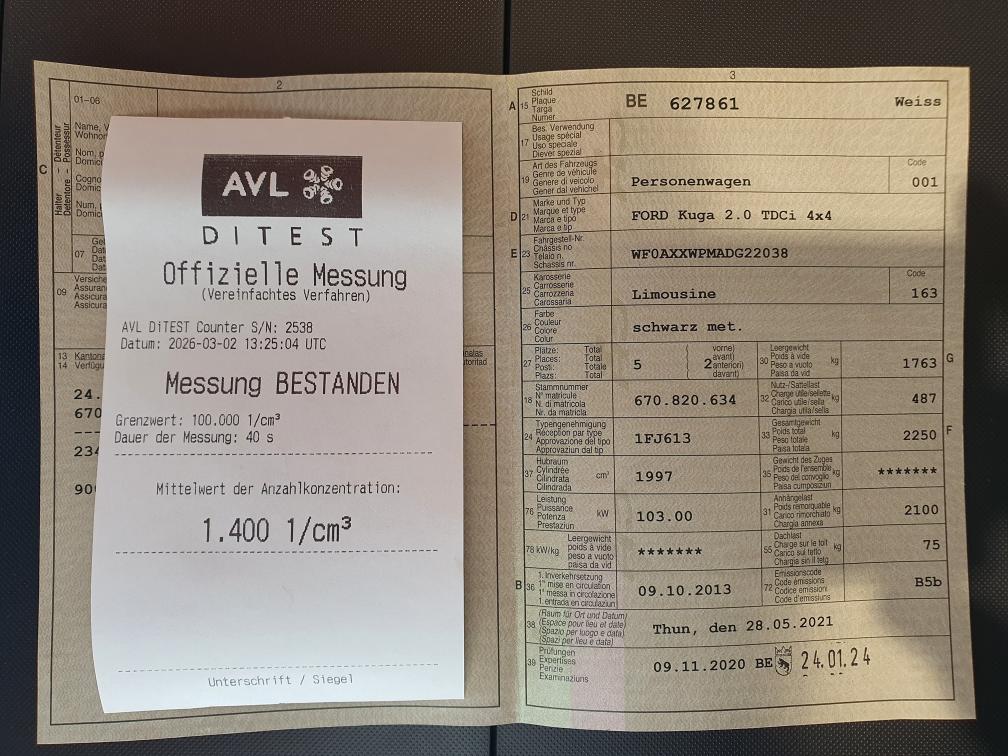 2
01-06
Name, V
Wohnor
Nom, p
Domic
Cogno
Domic
Num,
Domic
C
Halter – Détenteur
Detentore – Possessur
07
Gel
Dat
Dat
Dat
09
Versiche
Assuran
Assicura
Assicura
13 Kantona
14 Verfügu
24.
670
234
90
AVL
DITEST
Offizielle Messung
(Vereinfachtes Verfahren)
AVL DiTEST Counter S/N: 2538
Datum: 2026-03-02 13:25:04 UTC
Messung BESTANDEN
Grenzwert: 100.000 1/cm³
Dauer der Messung: 40 s
Mittelwert der Anzahlkonzentration:
1.400 1/cm³
Unterschrift / Siegel
3
A 15 Schild
Plaque
Targa
Numer
BE 627861 Weiss
17 Bes. Verwendung
Usage spécial
Uso speciale
Diever spezial
19 Art des Fahrzeugs
Genre de véhicule
Genere di veicolo
Gener dal vehichel
Personenwagen
Code
001
D 21 Marke und Typ
Marque et type
Marca e tipo
Marca e tip
FORD Kuga 2.0 TDCi 4x4
E 23 Fahrgestell-Nr.
Châssis no
Telaio n.
Schassis nr.
WF0AXXWPMADG22038
25 Karosserie
Carrosserie
Carrozzeria
Carossaria
Limousine
Code
163
26 Farbe
Couleur
Colore
Colur
schwarz met.
27 Plätze: Total
Places: Total
Posti: Totale
Plazs: Total
5
(vorne)
avant)
anteriori)
davant)
2
30 Leergewicht
Poids à vide
Peso a vuoto
Paisa da vid
kg
1763 G
18 Stammnummer
N° matricule
N. di matricola
Nr. da matricla
670.820.634
32 Nutz-/Sattellast
Charge utile/sellette
Carico utile/sella
Chargia utila/sella
kg
487
24 Typengenehmigung
Réception par type
Approvazione del tipo
Approvaziun dal tip
1FJ613
33 Gesamtgewicht
Poids total
Peso totale
Paisa totala
kg
2250 F
37 Hubraum
Cylindrée
Cilindrata
Cilindrada
cm³
1997
35 Gewicht des Zuges
Poids de l'ensemble
Peso del convoglio
Paisa cumposiziun
kg
*******
76 Leistung
Puissance
Potenza
Prestaziun
kW
103.00
31 Anhängelast
Poids remorquable
Carico rimorchiato
Chargia annexa
kg
2100
78 kW/kg
Leergewicht
poids à vide
peso a vuoto
paisa da vid
*******
55 Dachlast
Charge sur le toit
Carico sul tetto
Chargia sin il tetg
kg
75
B 36 1. Inverkehrsetzung
1re mise en circulation
1a messa in circolazione
1. entrada en circulaziun
09.10.2013
72 Emissionscode
Code émissions
Codice emissioni
Code d'emissiuns
B5b
38 (Raum für Ort und Datum)
(Espace pour lieu et date)
(Spazio per luogo e data)
(Spazi per lieu e data)
Thun, den 28.05.2021
39 Prüfungen
Expertises
Perizie
Examinaziuns
09.11.2020 BE 24.01.24